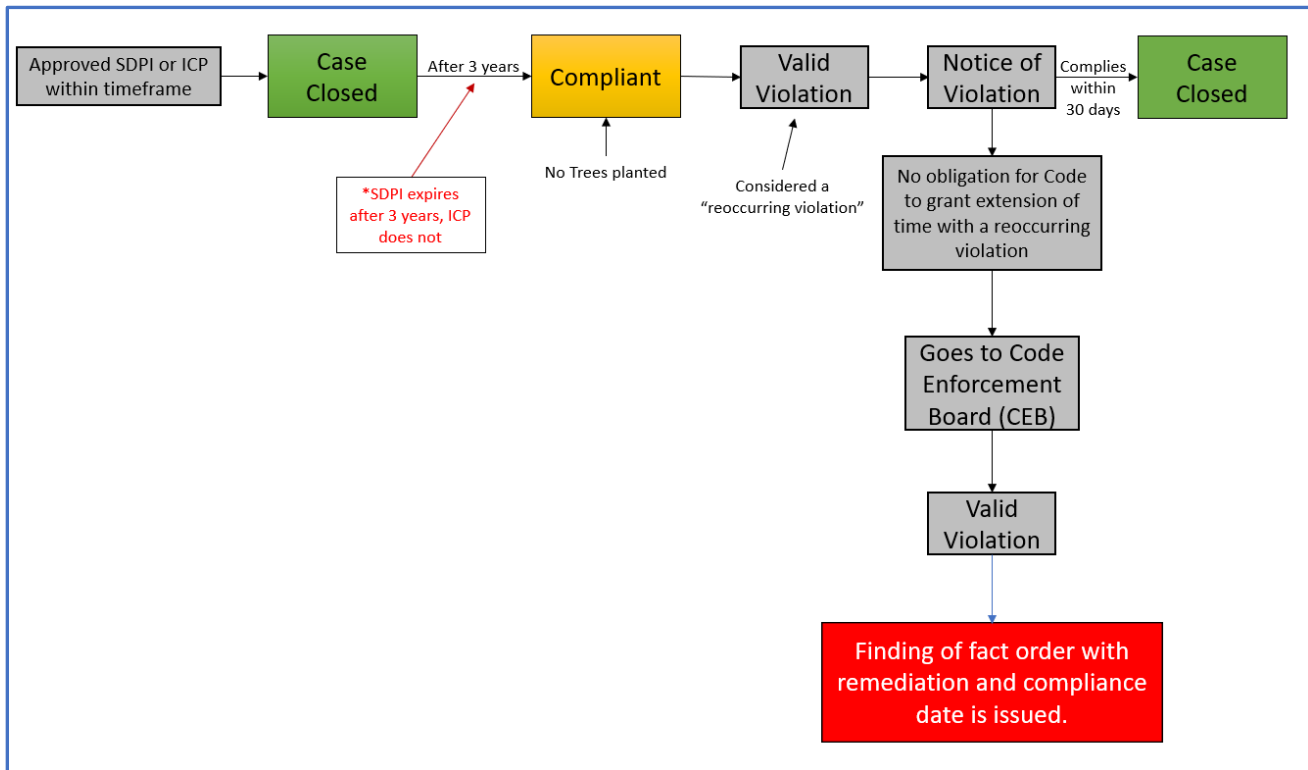 Approved SDPI or ICP
within timeframe
Case
Closed
After 3 years
Compliant
Valid
Violation
Notice of
Violation
Complies
within
30 days
Case
Closed
*SDPI expires
after 3 years, ICP
does not
No Trees planted
Considered a
“reoccurring violation”
No obligation for Code
to grant extension of
time with a reoccurring
violation
Goes to Code
Enforcement
Board (CEB)
Valid
Violation
Finding of fact order with
remediation and compliance
date is issued.